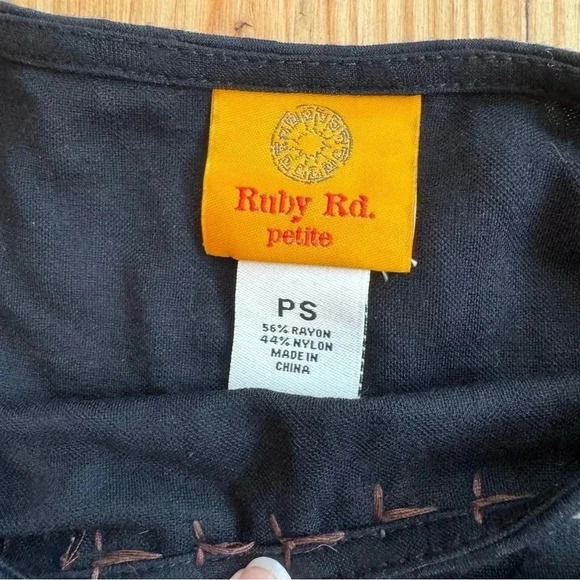 Ruby Rd.
petite
PS
56% RAYON
44% NYLON
MADE IN
CHINA